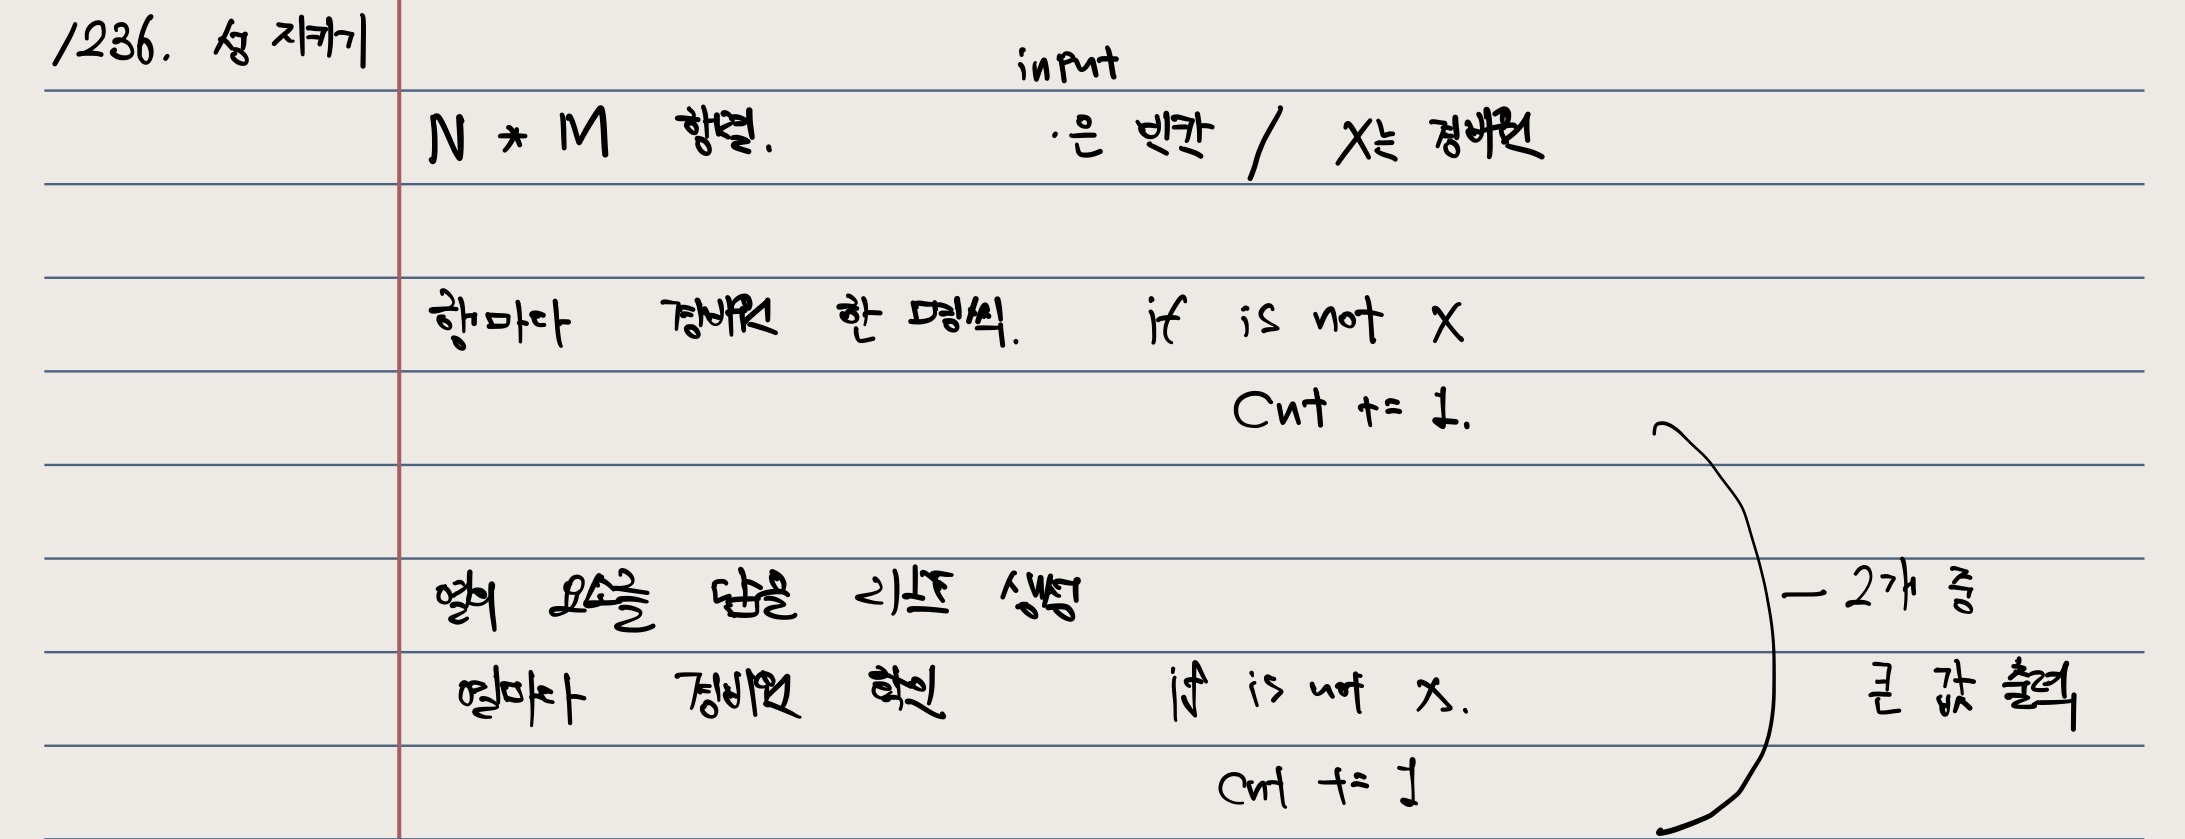 1236. 성 지키기
input
N * M 행렬. .은 빈칸 / X는 경비원
행마다 경비원 한 명씩. if is not X
Cnt += 1.
열의 요소를 담을 리스트 생성
열마다 경비원 확인 if is not X.
Cnt += 1
— 2개 중
큰 값 출력